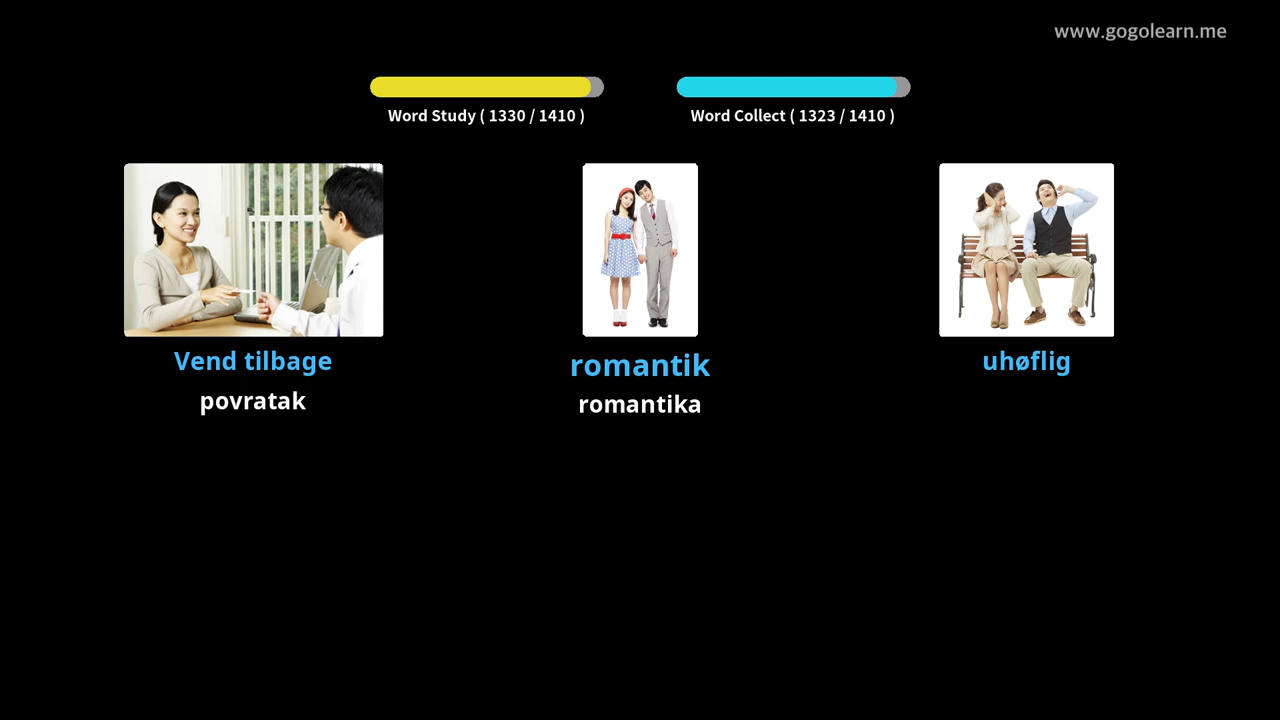 www.gogolearn.me
Word Study ( 1330 / 1410 )
Word Collect ( 1323 / 1410 )
Vend tilbage
povratak
romantik
romantika
uhøflig